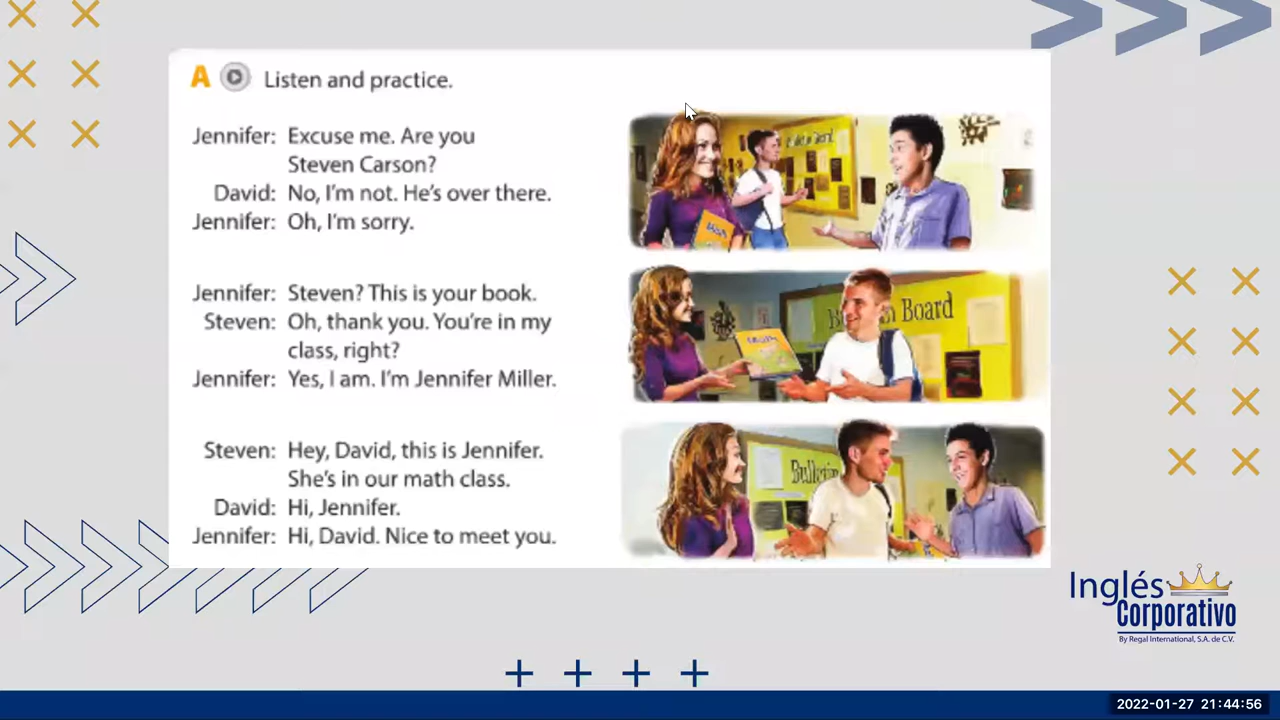 A Listen and practice.
Jennifer: Excuse me. Are you
Steven Carson?
David: No, I'm not. He's over there.
Jennifer: Oh, I'm sorry.
Jennifer: Steven? This is your book.
Steven: Oh, thank you. You're in my
class, right?
Jennifer: Yes, I am. I'm Jennifer Miller.
Steven: Hey, David, this is Jennifer.
She's in our math class.
David: Hi, Jennifer.
Jennifer: Hi, David. Nice to meet you.
Board
Inglés
Corporativo
By Regal International, S.A. de C.V.
2022-01-27 21:44:56